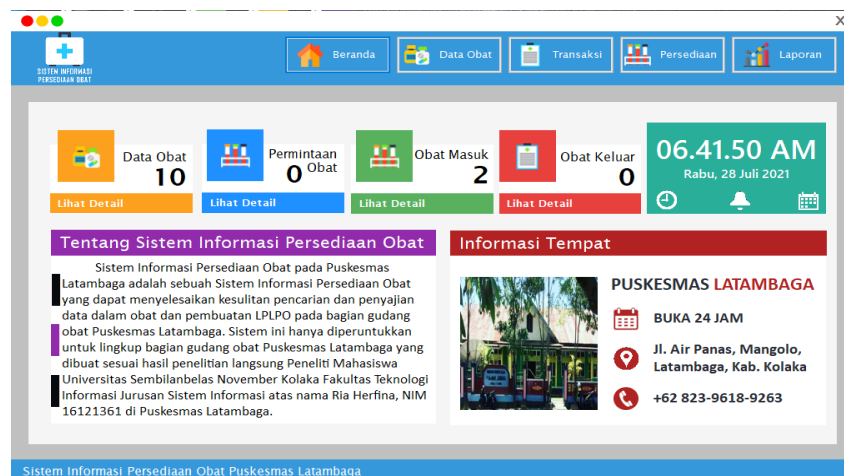 X
SISTEM INFORMASI
PERSEDIAAN OBAT
Beranda
Data Obat
Transaksi
Persediaan
Laporan
Data Obat
10
Lihat Detail
Permintaan
Obat
0
Lihat Detail
Obat Masuk
2
Lihat Detail
Obat Keluar
0
Lihat Detail
06.41.50 AM
Rabu, 28 Juli 2021
Tentang Sistem Informasi Persediaan Obat
Sistem Informasi Persediaan Obat pada Puskesmas
Latambaga adalah sebuah Sistem Informasi Persediaan Obat
yang dapat menyelesaikan kesulitan pencarian dan penyajian
data dalam obat dan pembuatan LPLPO pada bagian gudang
obat Puskesmas Latambaga. Sistem ini hanya diperuntukkan
untuk lingkup bagian gudang obat Puskesmas Latambaga yang
dibuat sesuai hasil penelitian langsung Peneliti Mahasiswa
Universitas Sembilanbelas November Kolaka Fakultas Teknologi
Informasi Jurusan Sistem Informasi atas nama Ria Herfina, NIM
16121361 di Puskesmas Latambaga.
Informasi Tempat
PUSKESMAS LATAMBAGA
BUKA 24 JAM
Jl. Air Panas, Mangolo,
Latambaga, Kab. Kolaka
+62 823-9618-9263
Sistem Informasi Persediaan Obat Puskesmas Latambaga